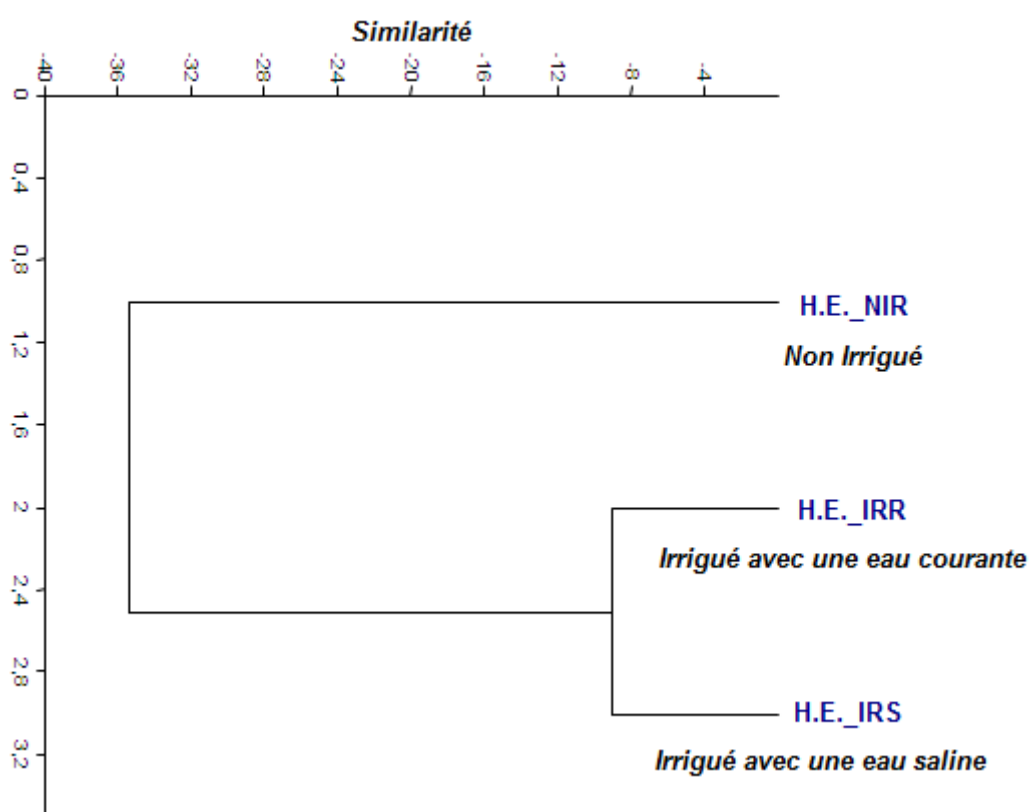 Similarité
-40 -36 -32 -28 -24 -20 -16 -12 -8 -4
0
0,4
0,8
1,2
1,6
2
2,4
2,8
3,2
H.E._NIR
Non Irrigué
H.E._IRR
Irrigué avec une eau courante
H.E._IRS
Irrigué avec une eau saline